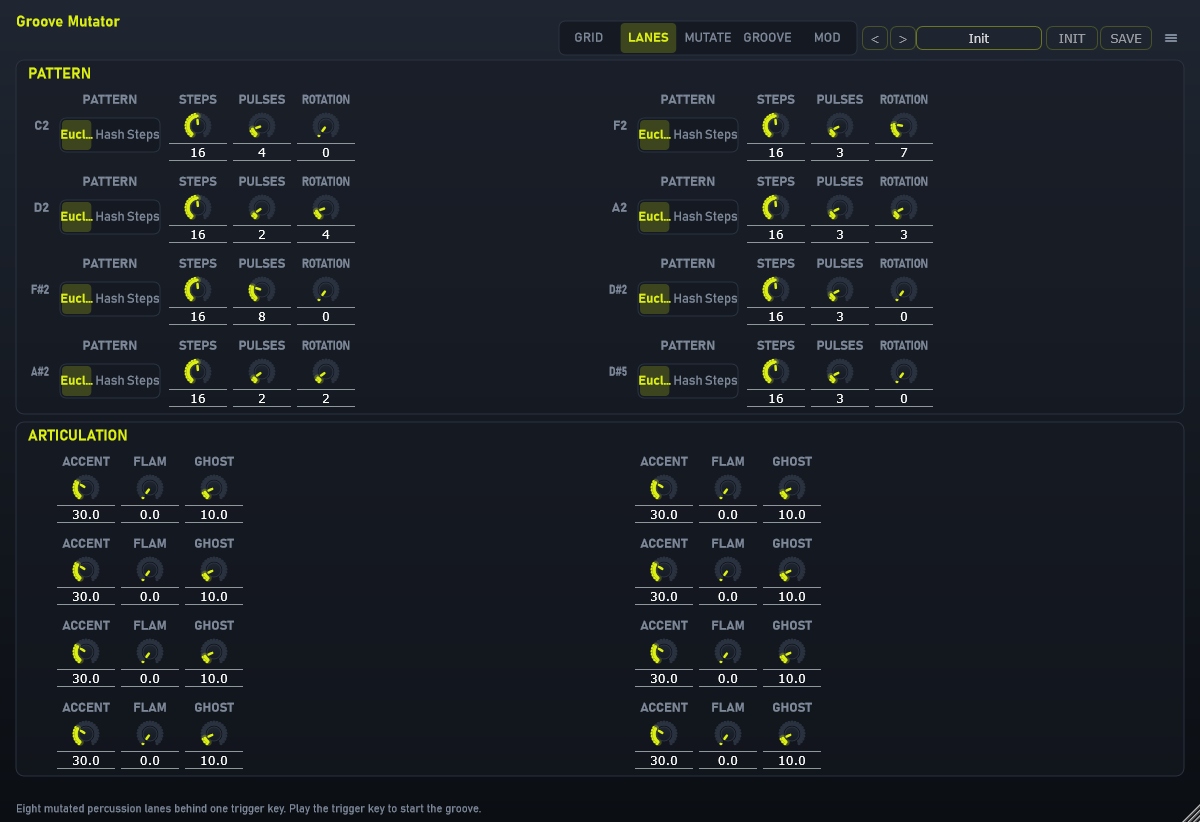 Groove Mutator
GRID LANES MUTATE GROOVE MOD < > Init INIT SAVE
PATTERN
PATTERN STEPS PULSES ROTATION PATTERN STEPS PULSES ROTATION
C2 Eucl... Hash Steps F2 Eucl... Hash Steps
16 4 0 16 3 7
PATTERN STEPS PULSES ROTATION PATTERN STEPS PULSES ROTATION
D2 Eucl... Hash Steps A2 Eucl... Hash Steps
16 2 4 16 3 3
PATTERN STEPS PULSES ROTATION PATTERN STEPS PULSES ROTATION
F#2 Eucl... Hash Steps D#2 Eucl... Hash Steps
16 8 0 16 3 0
PATTERN STEPS PULSES ROTATION PATTERN STEPS PULSES ROTATION
A#2 Eucl... Hash Steps D#5 Eucl... Hash Steps
16 2 2 16 3 0
ARTICULATION
ACCENT FLAM GHOST ACCENT FLAM GHOST
30.0 0.0 10.0 30.0 0.0 10.0
ACCENT FLAM GHOST ACCENT FLAM GHOST
30.0 0.0 10.0 30.0 0.0 10.0
ACCENT FLAM GHOST ACCENT FLAM GHOST
30.0 0.0 10.0 30.0 0.0 10.0
ACCENT FLAM GHOST ACCENT FLAM GHOST
30.0 0.0 10.0 30.0 0.0 10.0
Eight mutated percussion lanes behind one trigger key. Play the trigger key to start the groove.